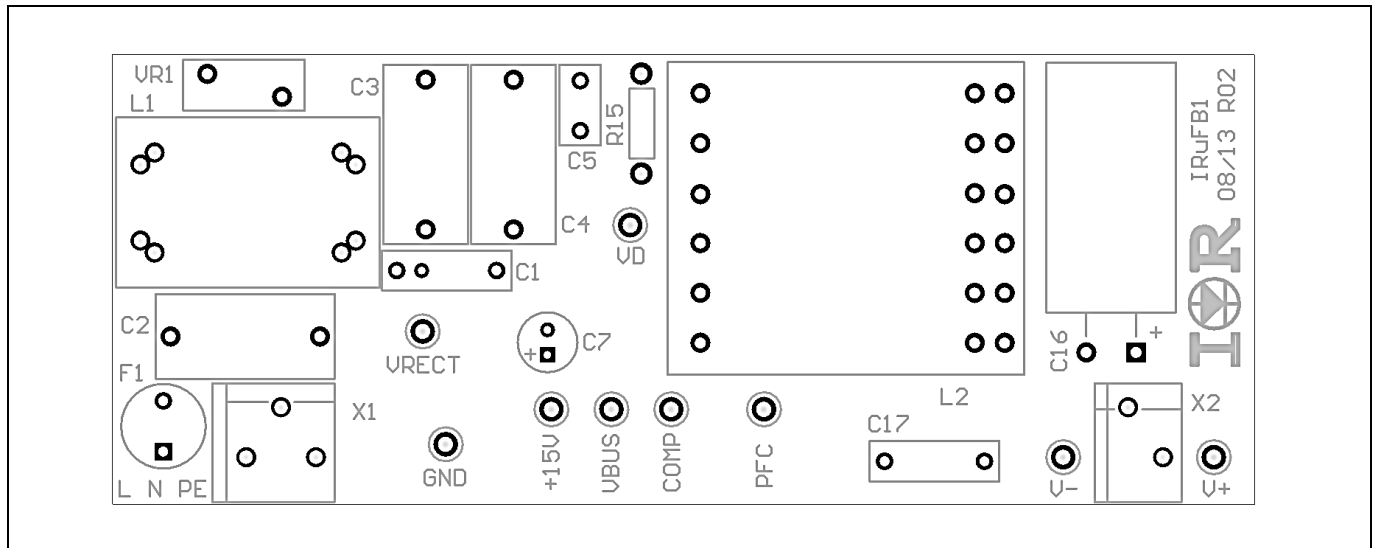 VR1
L1
C3
C5
R15
C4
VD
C1
IRuFB1
08/13 R02
IOR
C2
VRECT
+
C7
C16
+
F1
X1
L2
X2
C17
+15V
VBUS
COMP
PFC
GND
V-
V+
L N PE